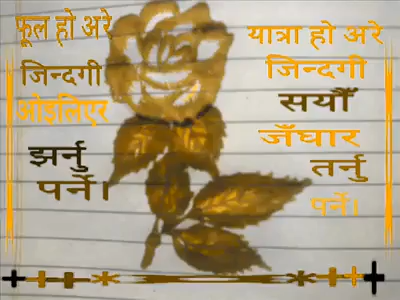 फूल हो अरे
जिन्दगी
ओइलिएर
झर्नु
पर्ने।
यात्रा हो अरे
जिन्दगी
सयौँ
जँघार
तर्नु
पर्ने।